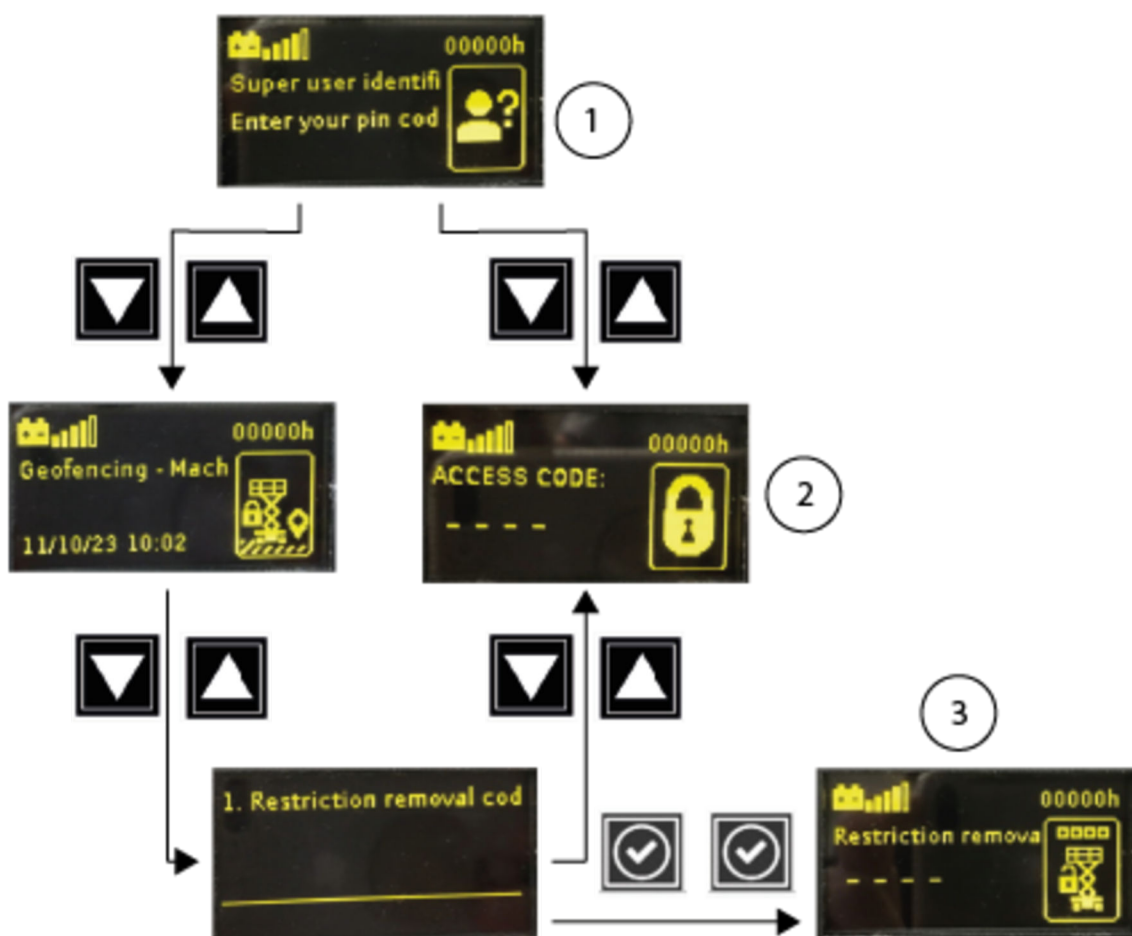 00000h
Super user identifi
Enter your pin cod
1
00000h
Geofencing - Mach
11/10/23 10:02
00000h
ACCESS CODE:
- - - -
2
3
1. Restriction removal cod
00000h
Restriction remova
- - - -